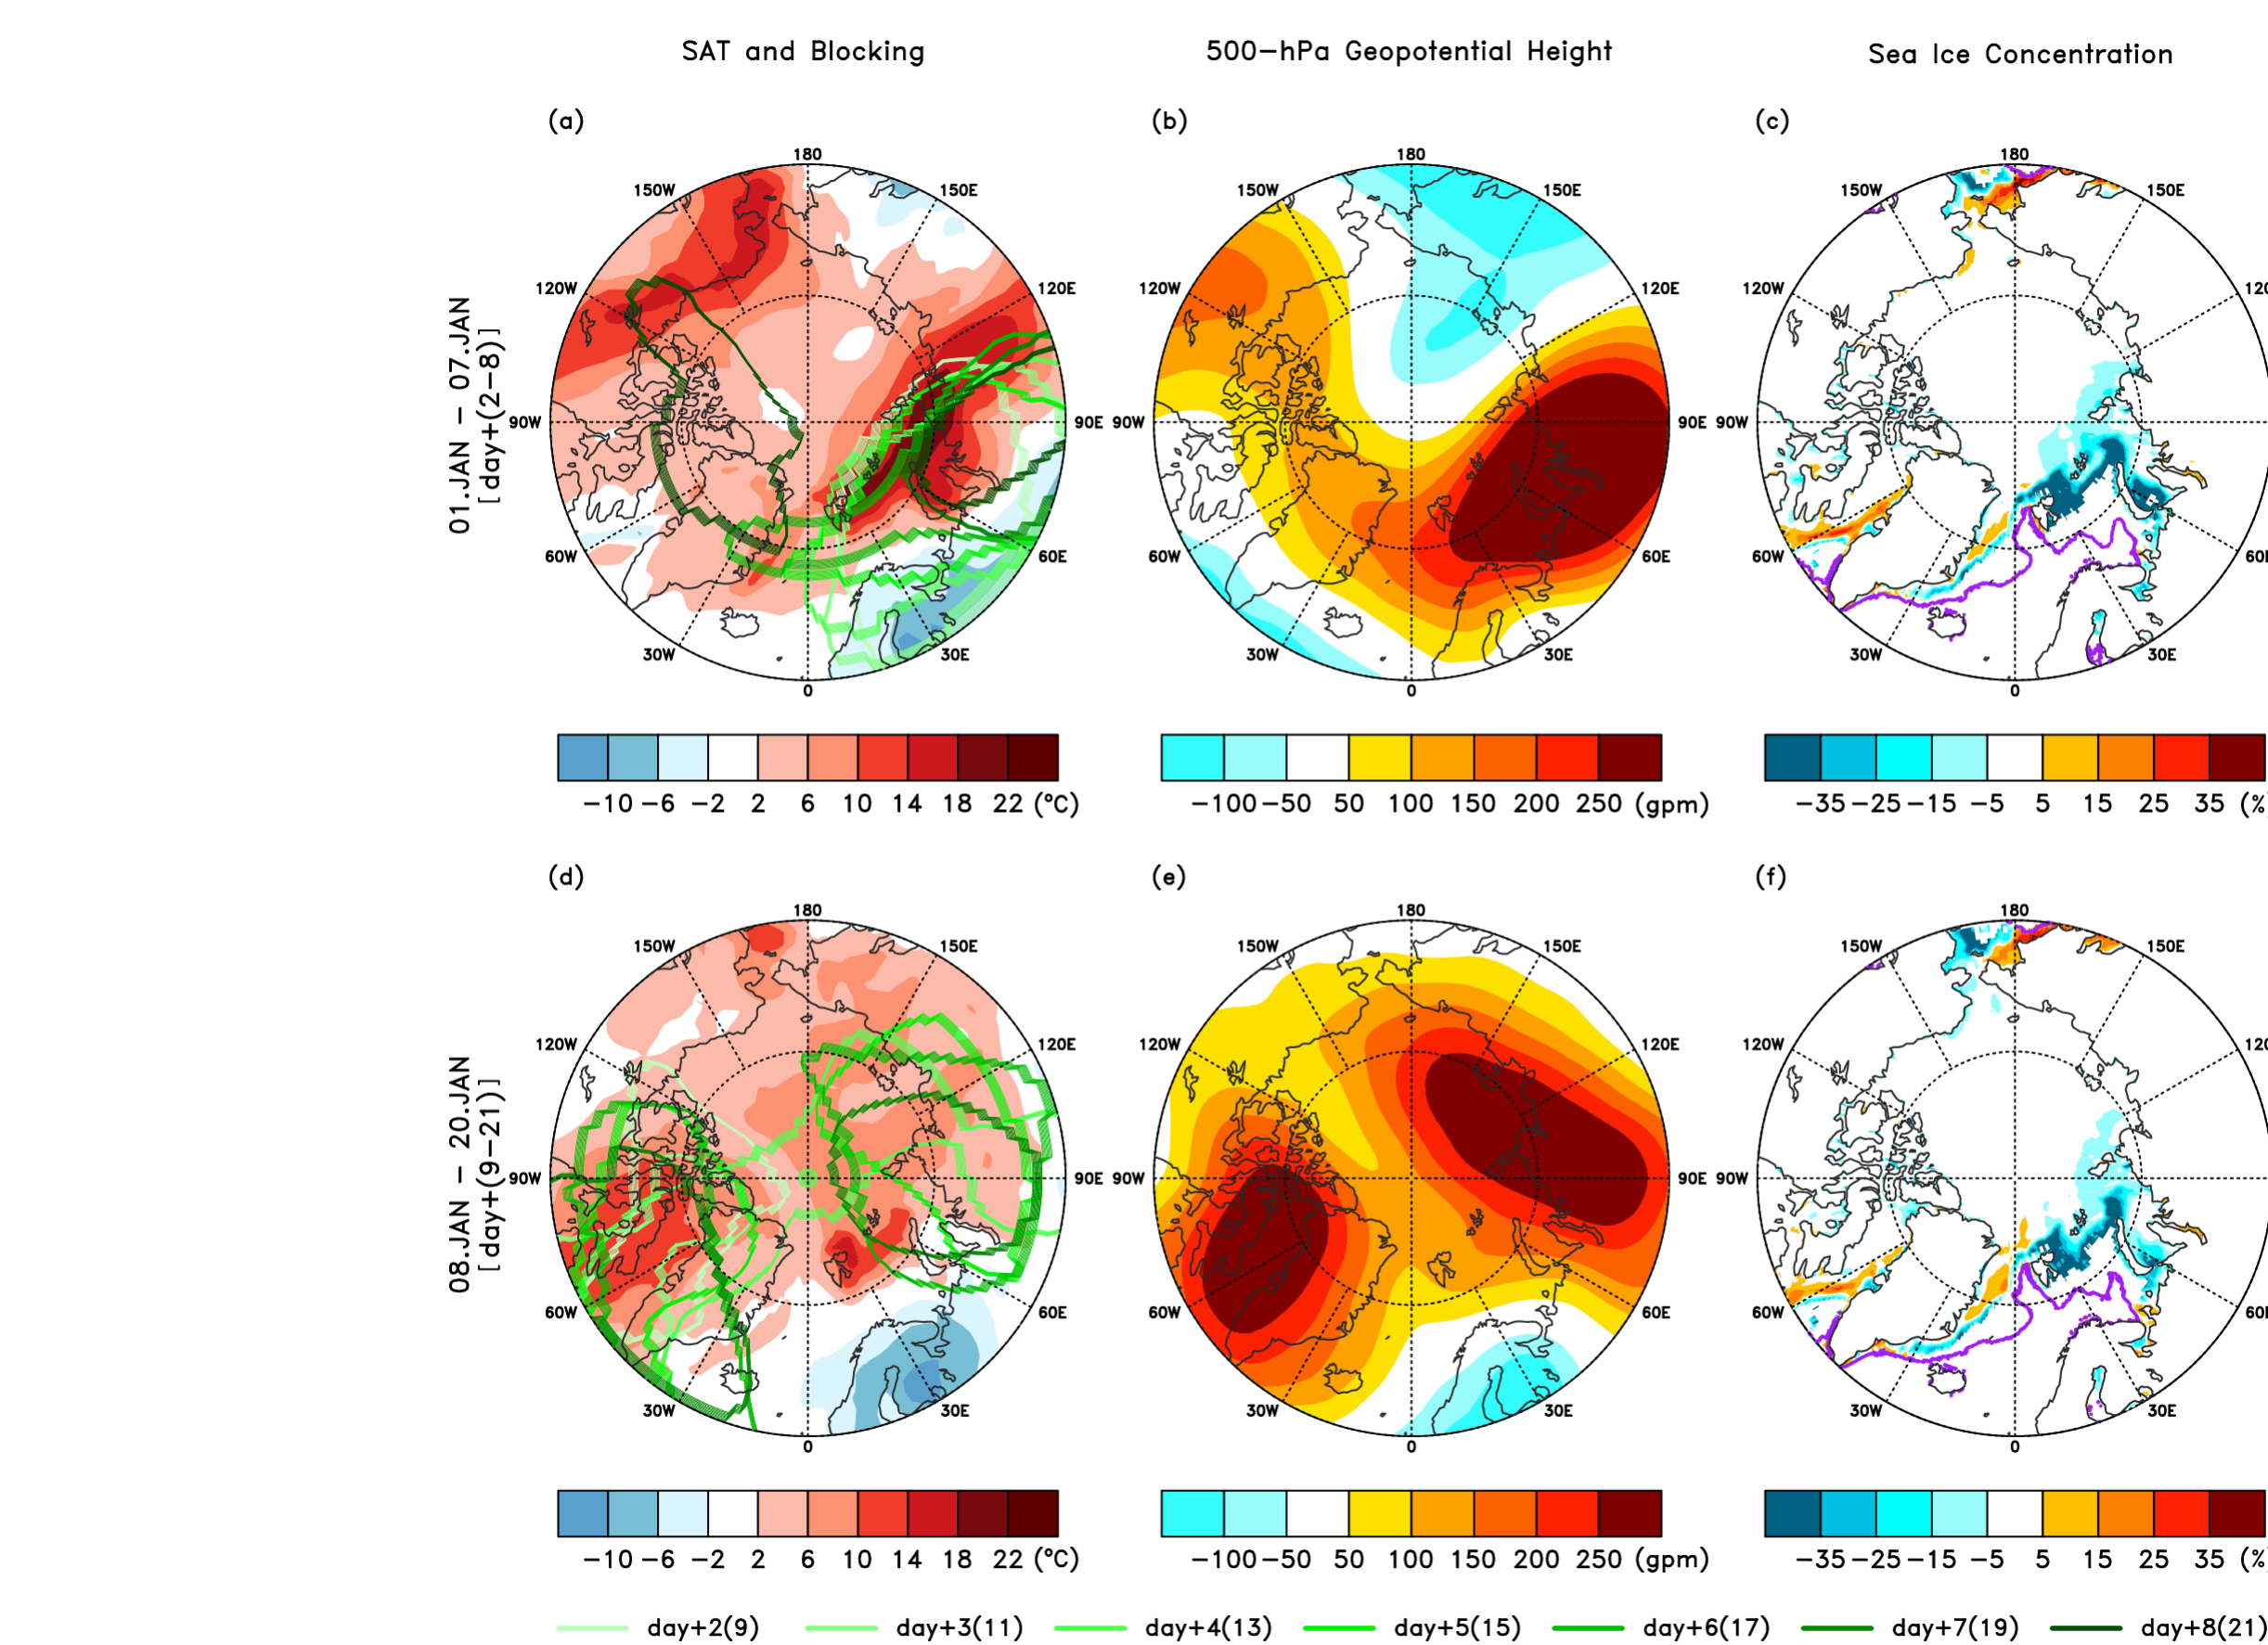 SAT and Blocking
500-hPa Geopotential Height
Sea Ice Concentration
(a)
(b)
(c)
01.JAN - 07.JAN
[day+(2-8)]
180
150W
150E
120W
120E
90W
90E
60W
60E
30W
30E
0
180
150W
150E
120W
120E
90W
90E
60W
60E
30W
30E
0
180
150W
150E
120W
120
90W
60W
60E
30W
30E
0
-10 -6 -2 2 6 10 14 18 22 (°C)
-100 -50 50 100 150 200 250 (gpm)
-35 -25 -15 -5 5 15 25 35 (%
(d)
(e)
(f)
08.JAN - 20.JAN
[day+(9-21)]
180
150W
150E
120W
120E
90W
90E
60W
60E
30W
30E
0
180
150W
150E
120W
120E
90W
90E
60W
60E
30W
30E
0
180
150W
150E
120W
120
90W
60W
60E
30W
30E
0
-10 -6 -2 2 6 10 14 18 22 (°C)
-100 -50 50 100 150 200 250 (gpm)
-35 -25 -15 -5 5 15 25 35 (%
day+2(9) day+3(11) day+4(13) day+5(15) day+6(17) day+7(19) day+8(21)